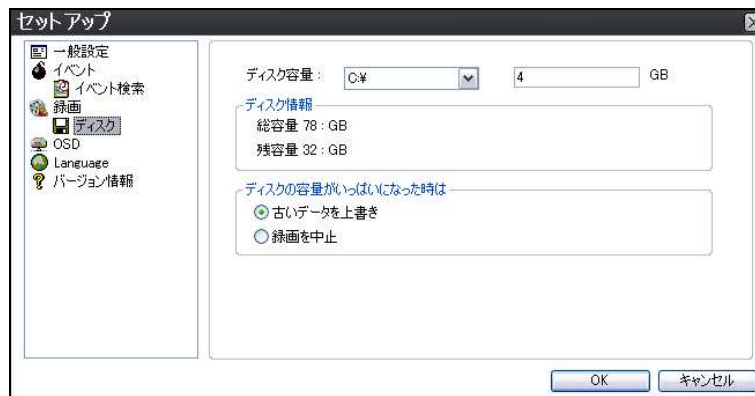 セットアップ
一般設定
イベント
イベント検索
録画
ディスク
OSD
Language
バージョン情報
ディスク容量 : C:¥ 4 GB
ディスク情報
総容量 78 : GB
残容量 32 : GB
ディスクの容量がいっぱいになった時は
古いデータを上書き
録画を中止
OK キャンセル